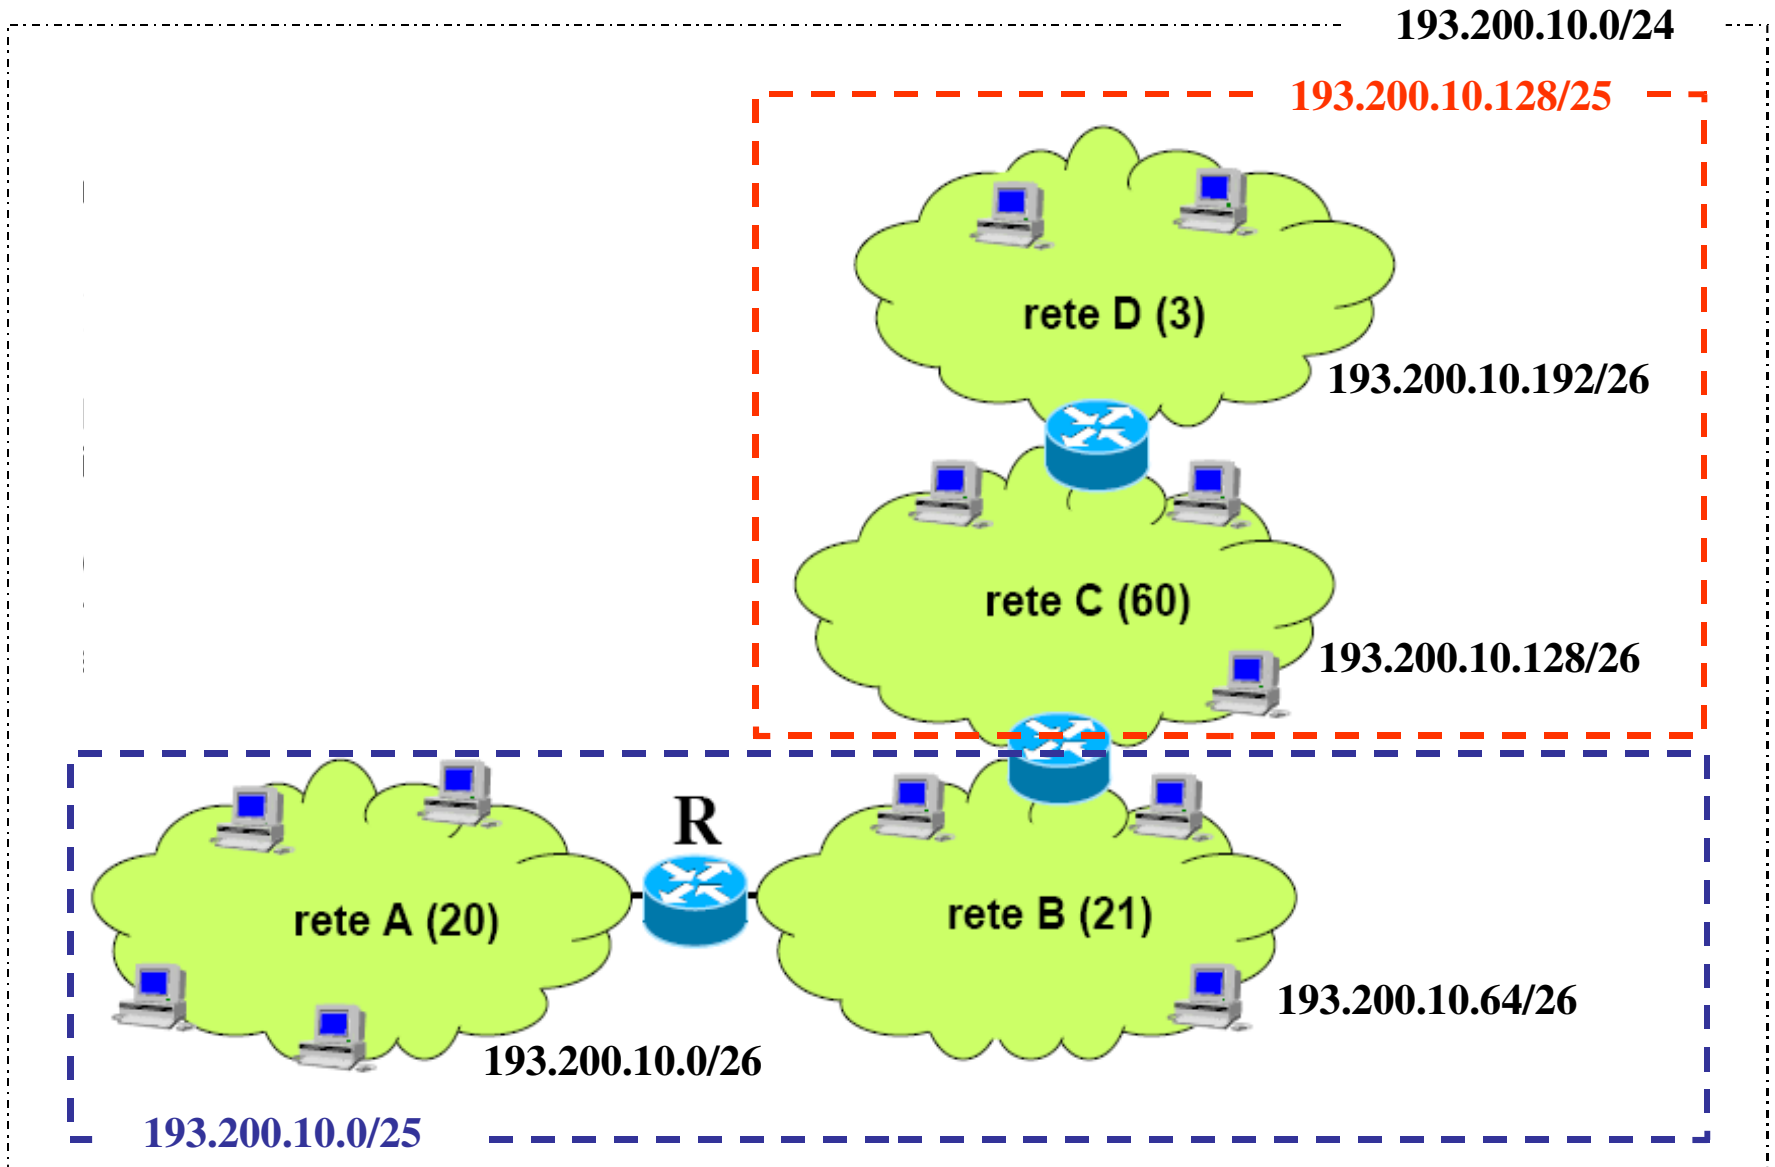 193.200.10.0/24
193.200.10.128/25
rete D (3)
193.200.10.192/26
rete C (60)
193.200.10.128/26
R
rete A (20)
rete B (21)
193.200.10.64/26
193.200.10.0/26
193.200.10.0/25